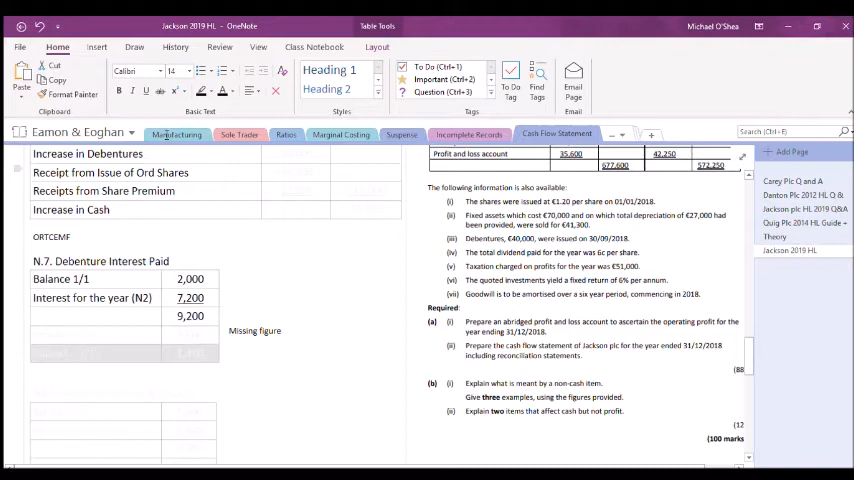 Jackson 2019 HL - OneNote
Table Tools
Michael O'Shea
File Home Insert Draw History Review View Class Notebook Layout
Paste
Cut
Copy
Format Painter
Clipboard
Calibri 14
B I U ab x
A
Basic Text
Heading 1
Heading 2
Styles
To Do (Ctrl+1)
Important (Ctrl+2)
Question (Ctrl+3)
To Do Tag
Find Tags
Tags
Email Page
Email
Eamon & Eoghan
Manufacturing Sole Trader Ratios Marginal Costing Suspense Incomplete Records Cash Flow Statement
Search (Ctrl+E)
Increase in Debentures
Receipt from Issue of Ord Shares
Receipts from Share Premium
Increase in Cash
ORTCEMF
N.7. Debenture Interest Paid
Balance 1/1 2,000
Interest for the year (N2) 7,200
9,200
Missing figure
Profit and loss account 35,600 42,250
677,600 572,250
The following information is also available:
(i) The shares were issued at €1.20 per share on 01/01/2018.
(ii) Fixed assets which cost €70,000 and on which total depreciation of €27,000 had
been provided, were sold for €41,300.
(iii) Debentures, €40,000, were issued on 30/09/2018.
(iv) The total dividend paid for the year was 6c per share.
(v) Taxation charged on profits for the year was €51,000.
(vi) The quoted investments yield a fixed return of 6% per annum.
(vii) Goodwill is to be amortised over a six year period, commencing in 2018.
Required:
(a) (i) Prepare an abridged profit and loss account to ascertain the operating profit for the
year ending 31/12/2018.
(ii) Prepare the cash flow statement of Jackson plc for the year ended 31/12/2018
including reconciliation statements.
(88
(b) (i) Explain what is meant by a non-cash item.
Give three examples, using the figures provided.
(ii) Explain two items that affect cash but not profit.
(12
(100 marks
Add Page
Carey Plc Q and A
Danton Plc 2012 HL Q &
Jackson plc HL 2019 Q&A
Quig Plc 2014 HL Guide +
Theory
Jackson 2019 HL